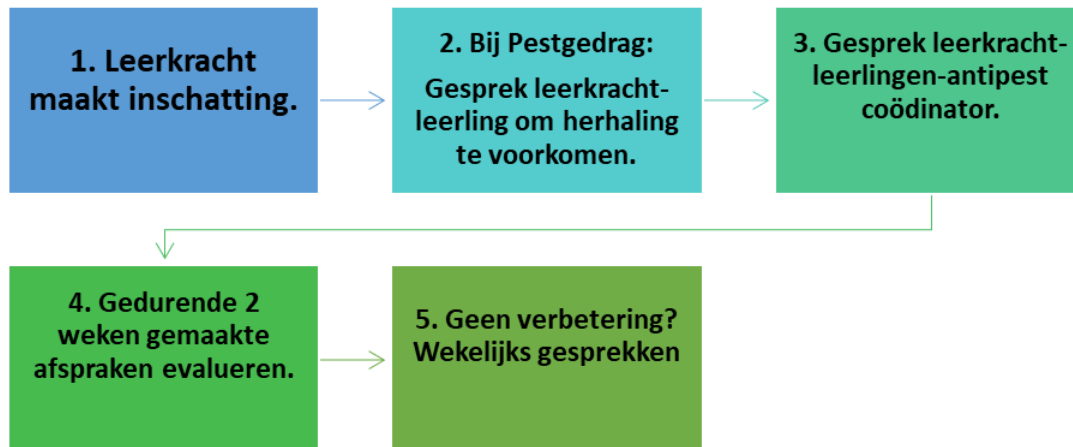 1. Leerkracht
maakt inschatting.
2. Bij Pestgedrag:
Gesprek leerkracht-
leerling om herhaling
te voorkomen.
3. Gesprek leerkracht-
leerlingen-antipest
coödinator.
4. Gedurende 2
weken gemaakte
afspraken evalueren.
5. Geen verbetering?
Wekelijks gesprekken